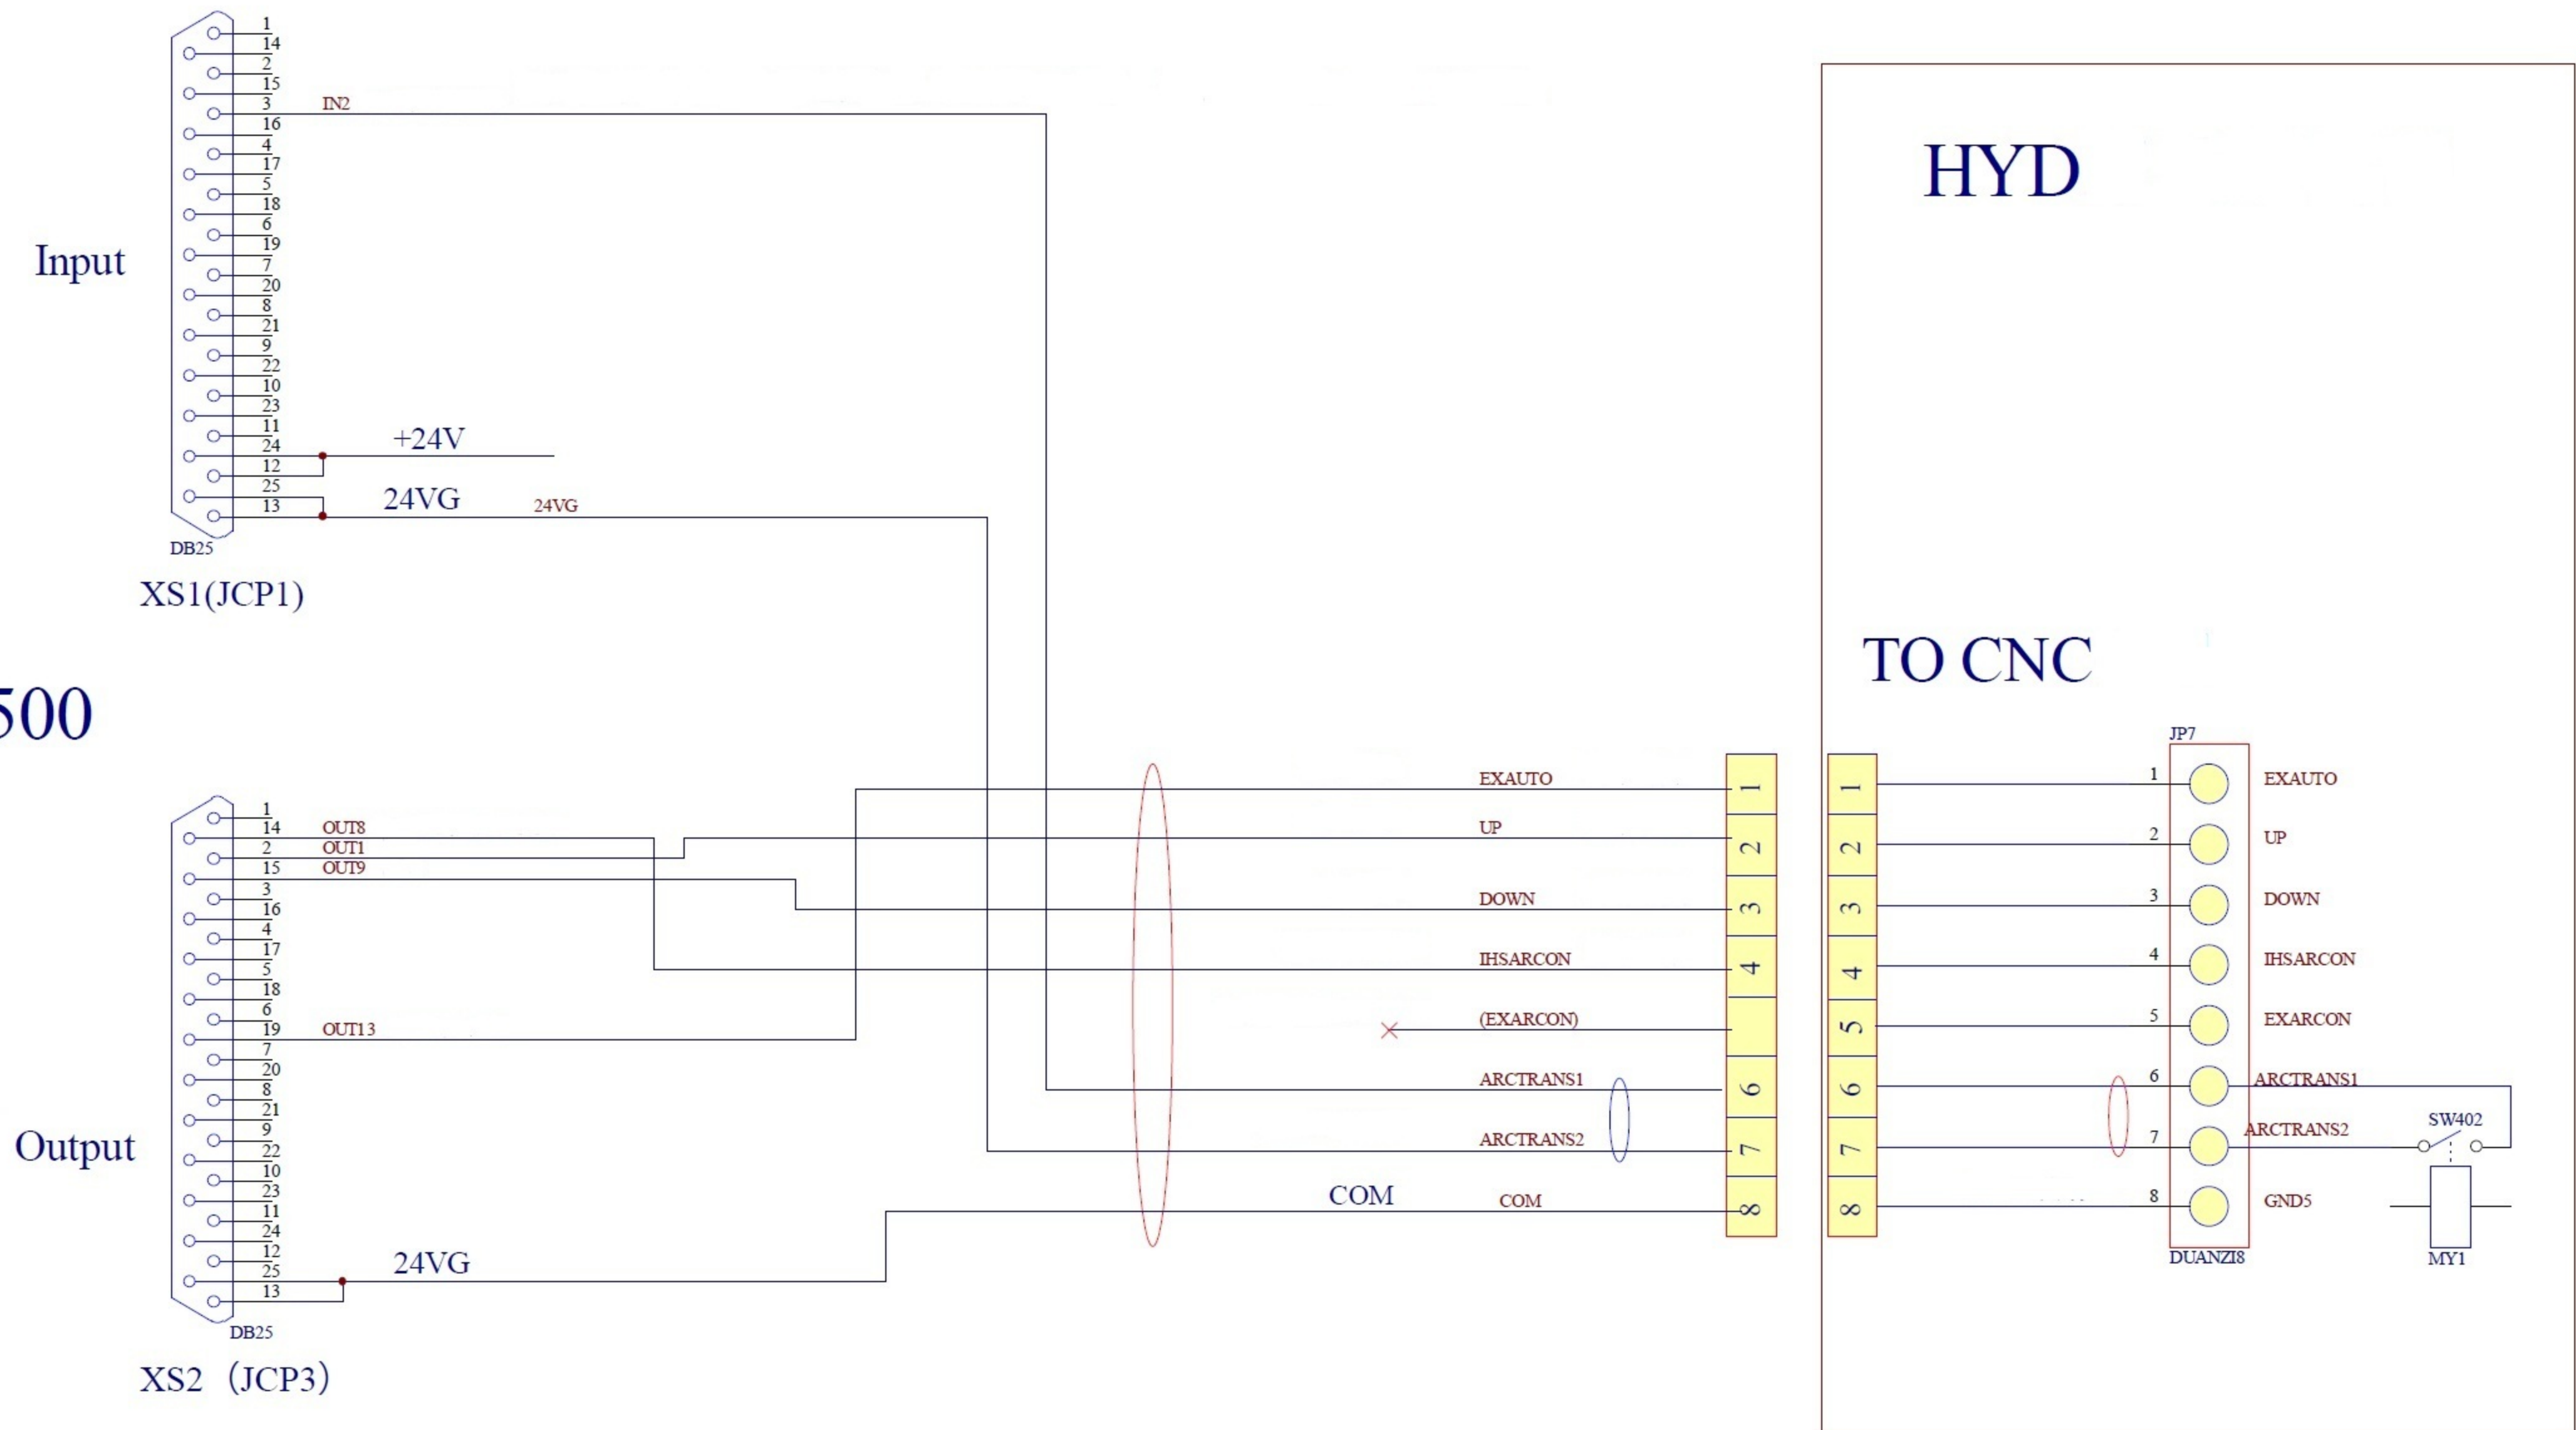 1
14
2
15
3 IN2
16
4
17
5
18
6
19
7
20
8
21
9
22
10
23
11
24 +24V
12
25
13 24VG 24VG
Input
DB25
XS1(JCP1)
500
1
14 OUT8
2 OUT1
15 OUT9
3
16
4
17
5
18
6
19 OUT13
7
20
8
21
9
22
10
23
11
24
12
25 24VG
13
Output
DB25
XS2 (JCP3)
EXAUTO
UP
DOWN
IHSARCON
(EXARCON)
ARCTRANS1
ARCTRANS2
COM COM
1
2
3
4
6
7
8
HYD
TO CNC
1
2
3
4
5
6
7
8
JP7
1 EXAUTO
2 UP
3 DOWN
4 IHSARCON
5 EXARCON
6 ARCTRANS1
7 ARCTRANS2
8 GND5
DUANZI8
SW402
MY1